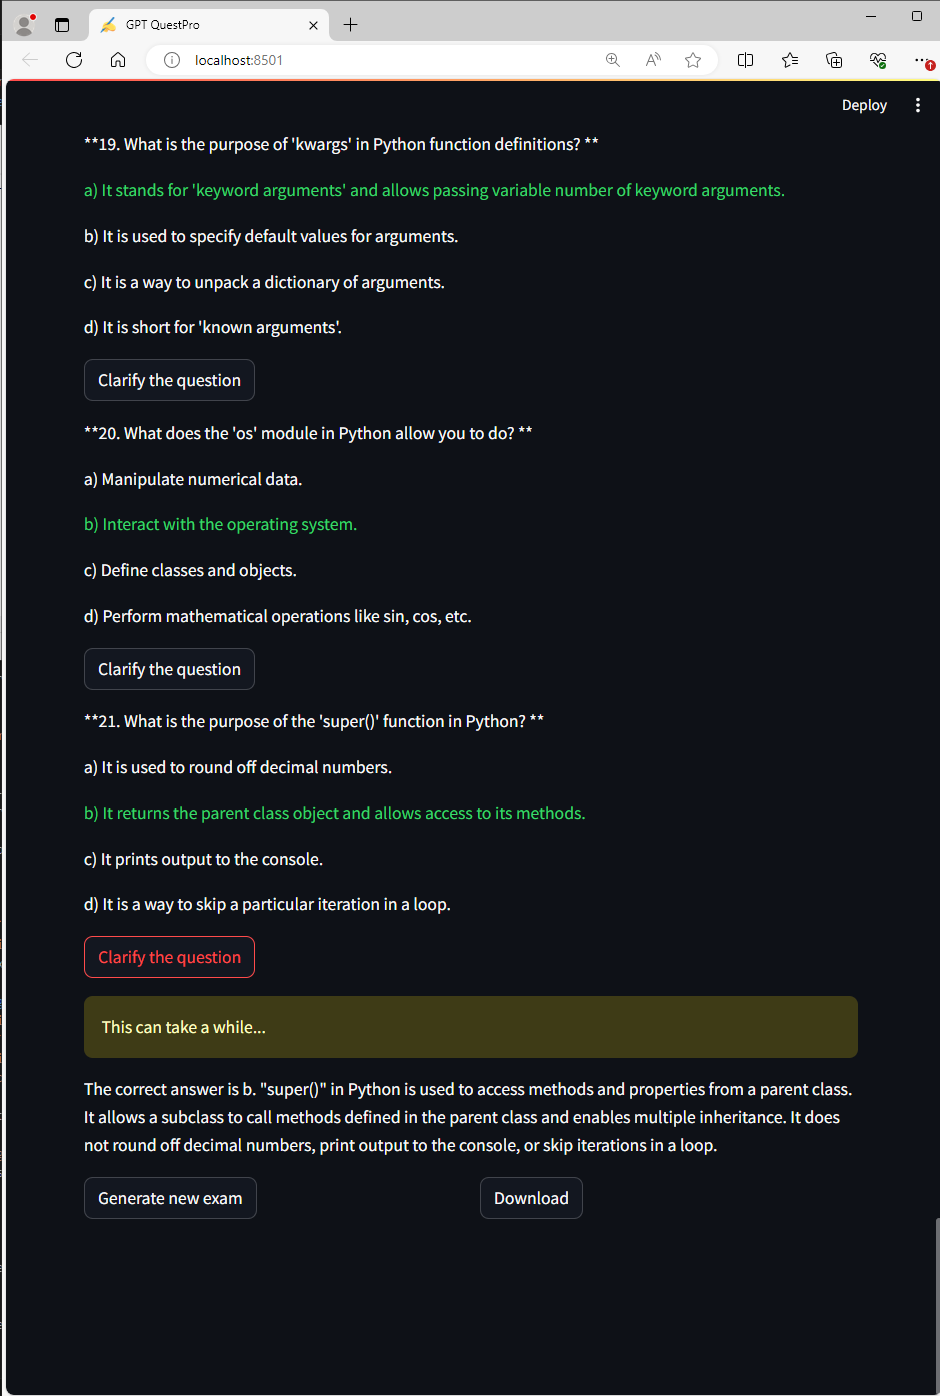 GPT QuestPro
localhost:8501
Deploy
**19. What is the purpose of 'kwargs' in Python function definitions? **
a) It stands for 'keyword arguments' and allows passing variable number of keyword arguments.
b) It is used to specify default values for arguments.
c) It is a way to unpack a dictionary of arguments.
d) It is short for 'known arguments'.
Clarify the question
**20. What does the 'os' module in Python allow you to do? **
a) Manipulate numerical data.
b) Interact with the operating system.
c) Define classes and objects.
d) Perform mathematical operations like sin, cos, etc.
Clarify the question
**21. What is the purpose of the 'super()' function in Python? **
a) It is used to round off decimal numbers.
b) It returns the parent class object and allows access to its methods.
c) It prints output to the console.
d) It is a way to skip a particular iteration in a loop.
Clarify the question
This can take a while...
The correct answer is b. "super()" in Python is used to access methods and properties from a parent class.
It allows a subclass to call methods defined in the parent class and enables multiple inheritance. It does
not round off decimal numbers, print output to the console, or skip iterations in a loop.
Generate new exam
Download